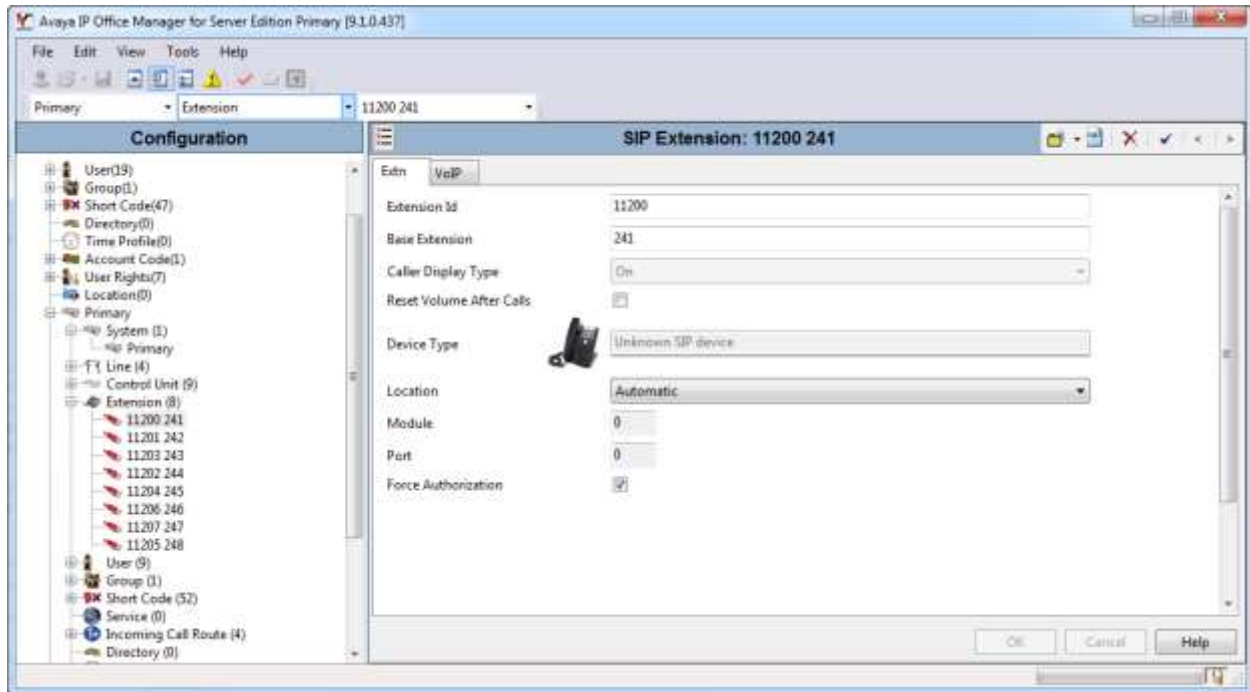 Avaya IP Office Manager for Server Edition Primary [9.1.0.437]
File Edit View Tools Help
Primary Extension 11200 241
Configuration
User(19)
Group(1)
Short Code(47)
Directory(0)
Time Profile(0)
Account Code(1)
User Rights(7)
Location(0)
Primary
System (1)
Primary
Line (4)
Control Unit (9)
Extension (8)
11200 241
11201 242
11203 243
11202 244
11204 245
11206 246
11207 247
11205 248
User (9)
Group (1)
Short Code (52)
Service (0)
Incoming Call Route (4)
Directory (0)
SIP Extension: 11200 241
Extn VoIP
Extension Id 11200
Base Extension 241
Caller Display Type On
Reset Volume After Calls
Device Type Unknown SIP device
Location Automatic
Module 0
Port 0
Force Authorization
OK Cancel Help